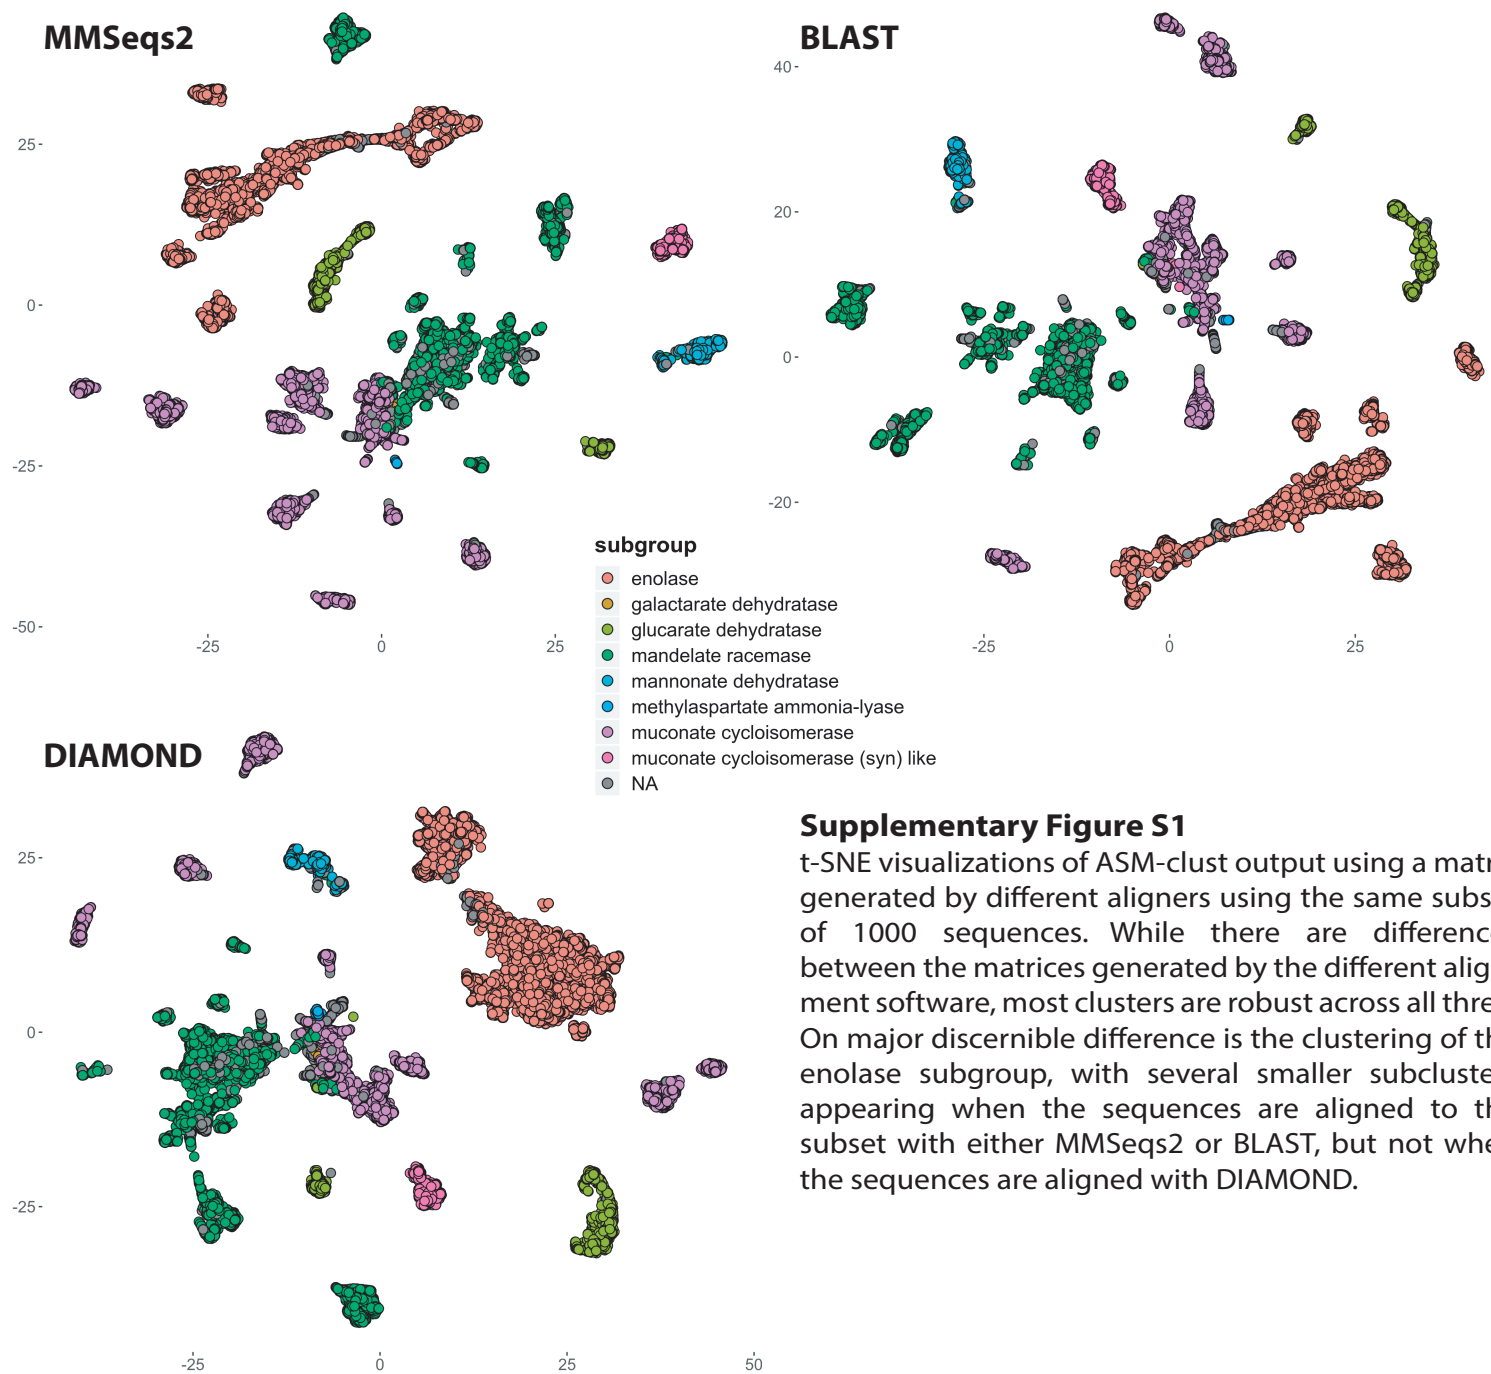 MMSeqs2
25
0
-25
-50
-25
0
25
BLAST
40
20
0
-20
-25
0
25
subgroup
enolase
galactarate dehydratase
glucarate dehydratase
mandelate racemase
mannonate dehydratase
methylaspartate ammonia-lyase
muconate cycloisomerase
muconate cycloisomerase (syn) like
NA
DIAMOND
25
0
-25
-25
0
25
50
Supplementary Figure S1
t-SNE visualizations of ASM-clust output using a matr
generated by different aligners using the same subs
of 1000 sequences. While there are differenc
between the matrices generated by the different alig
ment software, most clusters are robust across all thre
On major discernible difference is the clustering of th
enolase subgroup, with several smaller subcluste
appearing when the sequences are aligned to th
subset with either MMSeqs2 or BLAST, but not whe
the sequences are aligned with DIAMOND.